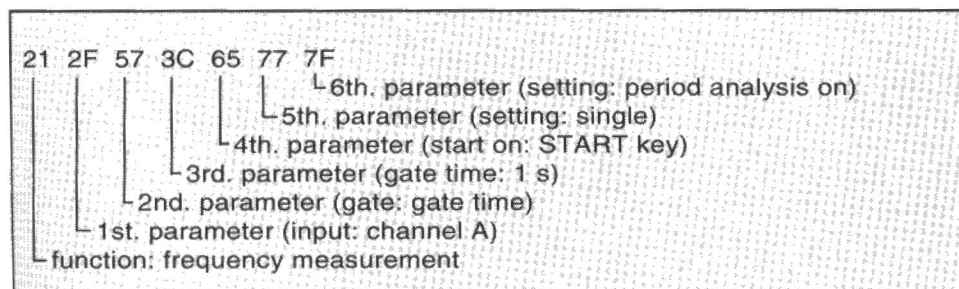 21 2F 57 3C 65 77 7F
6th. parameter (setting: period analysis on)
5th. parameter (setting: single)
4th. parameter (start on: START key)
3rd. parameter (gate time: 1 s)
2nd. parameter (gate: gate time)
1st. parameter (input: channel A)
function: frequency measurement